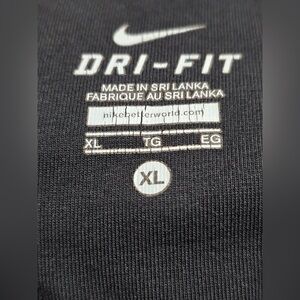 DRI-FIT
MADE IN SRI LANKA
FABRIQUE AU SRI LANKA
nikebetterworld.com
XL TG EG
XL